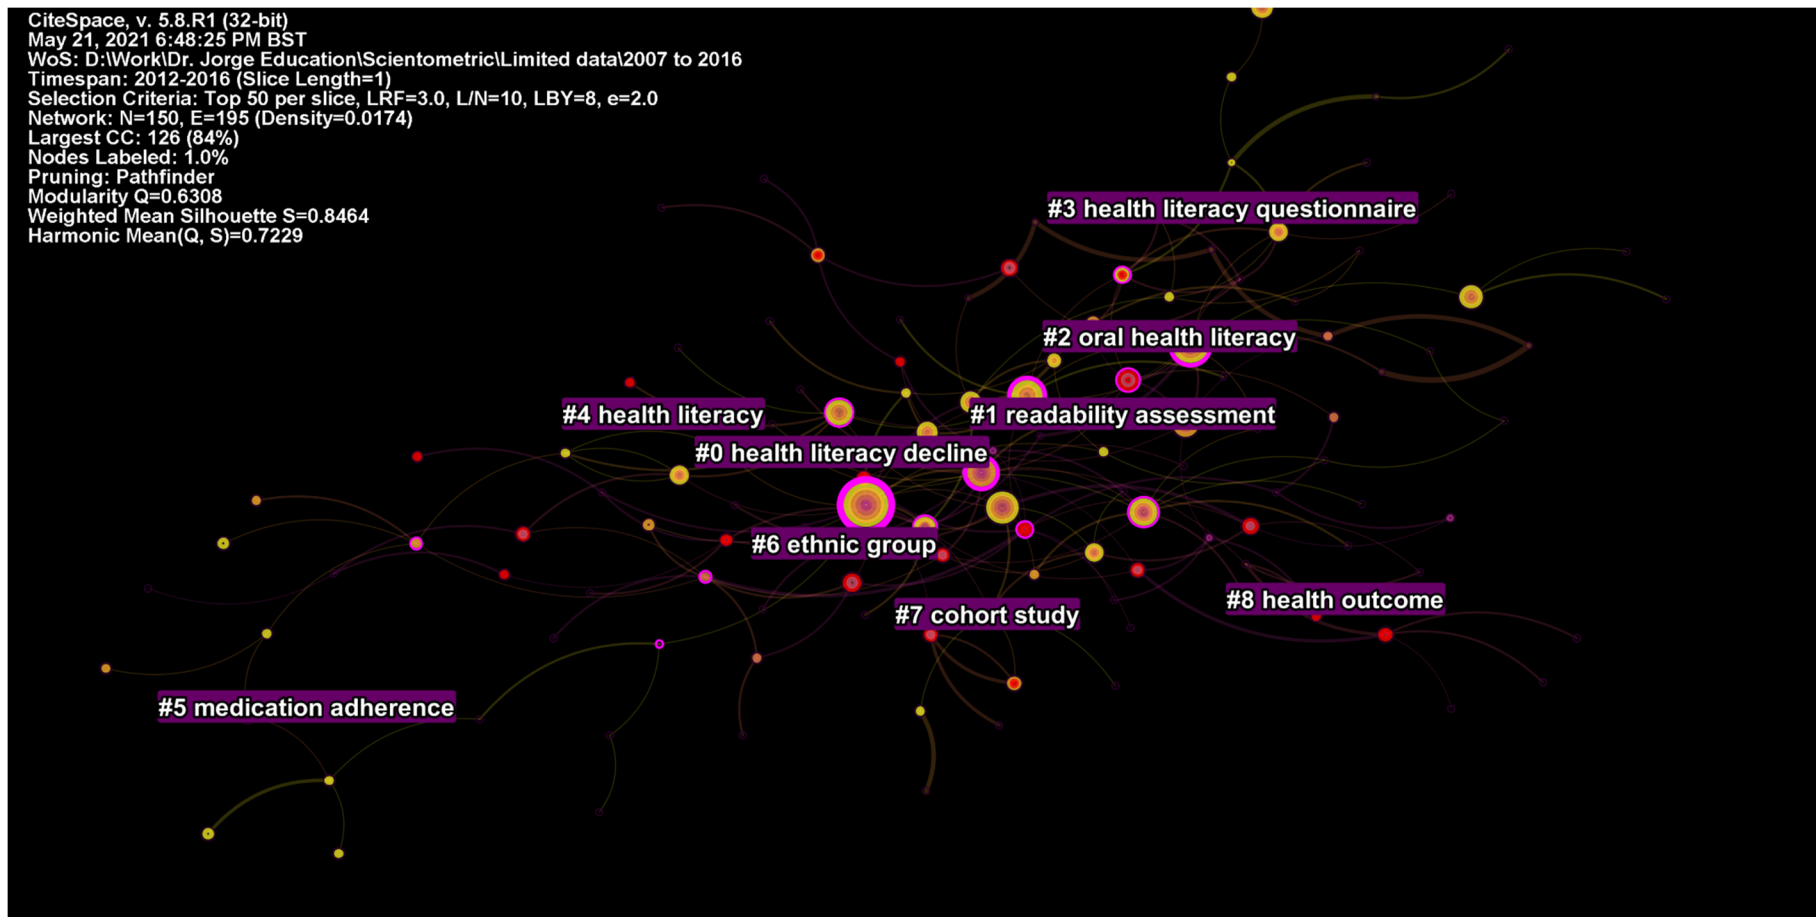 CiteSpace, v. 5.8.R1 (32-bit)
May 21, 2021 6:48:25 PM BST
WoS: D:\Work\Dr. Jorge Education\Scientometric\Limited data\2007 to 2016
Timespan: 2012-2016 (Slice Length=1)
Selection Criteria: Top 50 per slice, LRF=3.0, L/N=10, LBY=8, e=2.0
Network: N=150, E=195 (Density=0.0174)
Largest CC: 126 (84%)
Nodes Labeled: 1.0%
Pruning: Pathfinder
Modularity Q=0.6308
Weighted Mean Silhouette S=0.8464
Harmonic Mean(Q, S)=0.7229
#3 health literacy questionnaire
#2 oral health literacy
#4 health literacy
#1 readability assessment
#0 health literacy decline
#6 ethnic group
#7 cohort study
#8 health outcome
#5 medication adherence